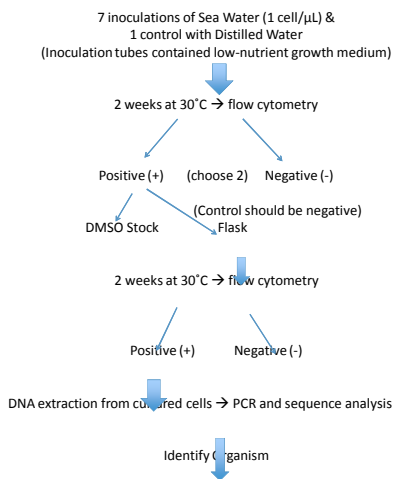 7 inoculations of Sea Water (1 cell/μL) &
1 control with Distilled Water
(Inoculation tubes contained low-nutrient growth medium)
2 weeks at 30˚C → flow cytometry
Positive (+) (choose 2) Negative (-)
(Control should be negative)
DMSO Stock Flask
2 weeks at 30˚C → flow cytometry
Positive (+) Negative (-)
DNA extraction from cultured cells → PCR and sequence analysis
Identify Organism